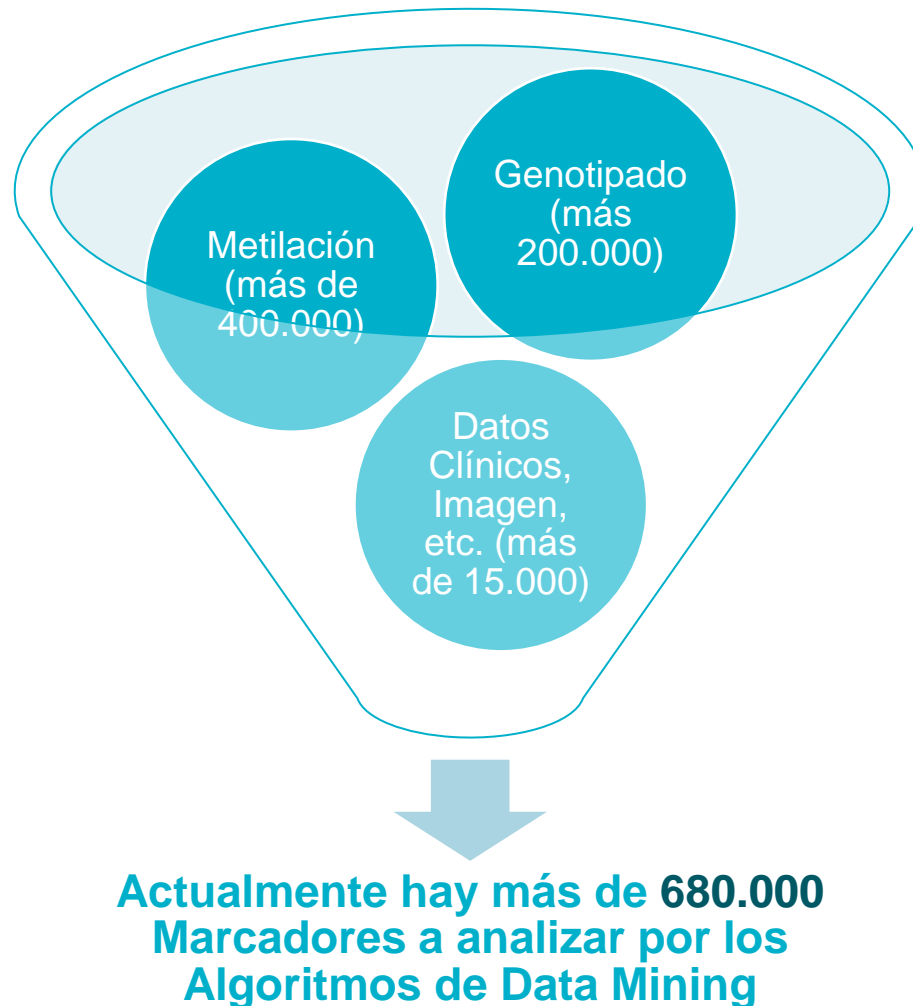 Genotipado
(más
200.000)
Metilación
(más de
400.000)
Datos
Clínicos,
Imagen,
etc. (más
de 15.000)
Actualmente hay más de 680.000
Marcadores a analizar por los
Algoritmos de Data Mining